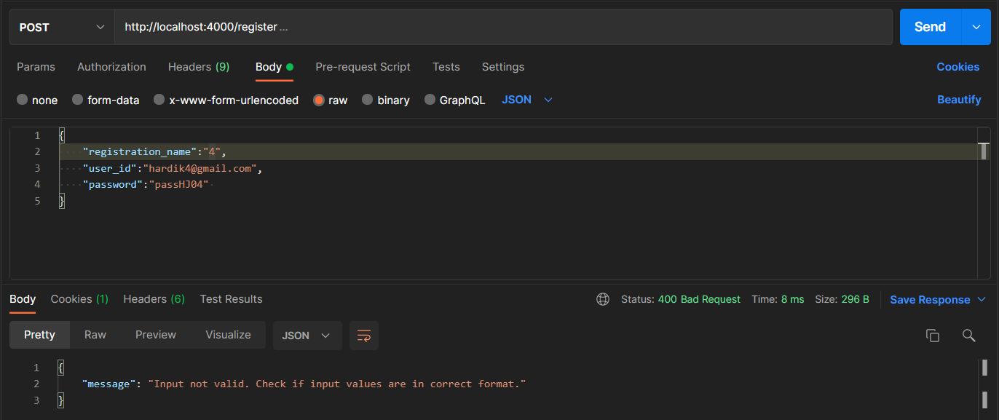 POST http://localhost:4000/register ... Send
Params Authorization Headers (9) Body Pre-request Script Tests Settings Cookies
none form-data x-www-form-urlencoded raw binary GraphQL JSON Beautify
1 {
2 "registration_name":"4",
3 "user_id":"hardik4@gmail.com",
4 "password":"passHJ04"
5 }
Body Cookies (1) Headers (6) Test Results Status: 400 Bad Request Time: 8 ms Size: 296 B Save Response
Pretty Raw Preview Visualize JSON
1 {
2 "message": "Input not valid. Check if input values are in correct format."
3 }